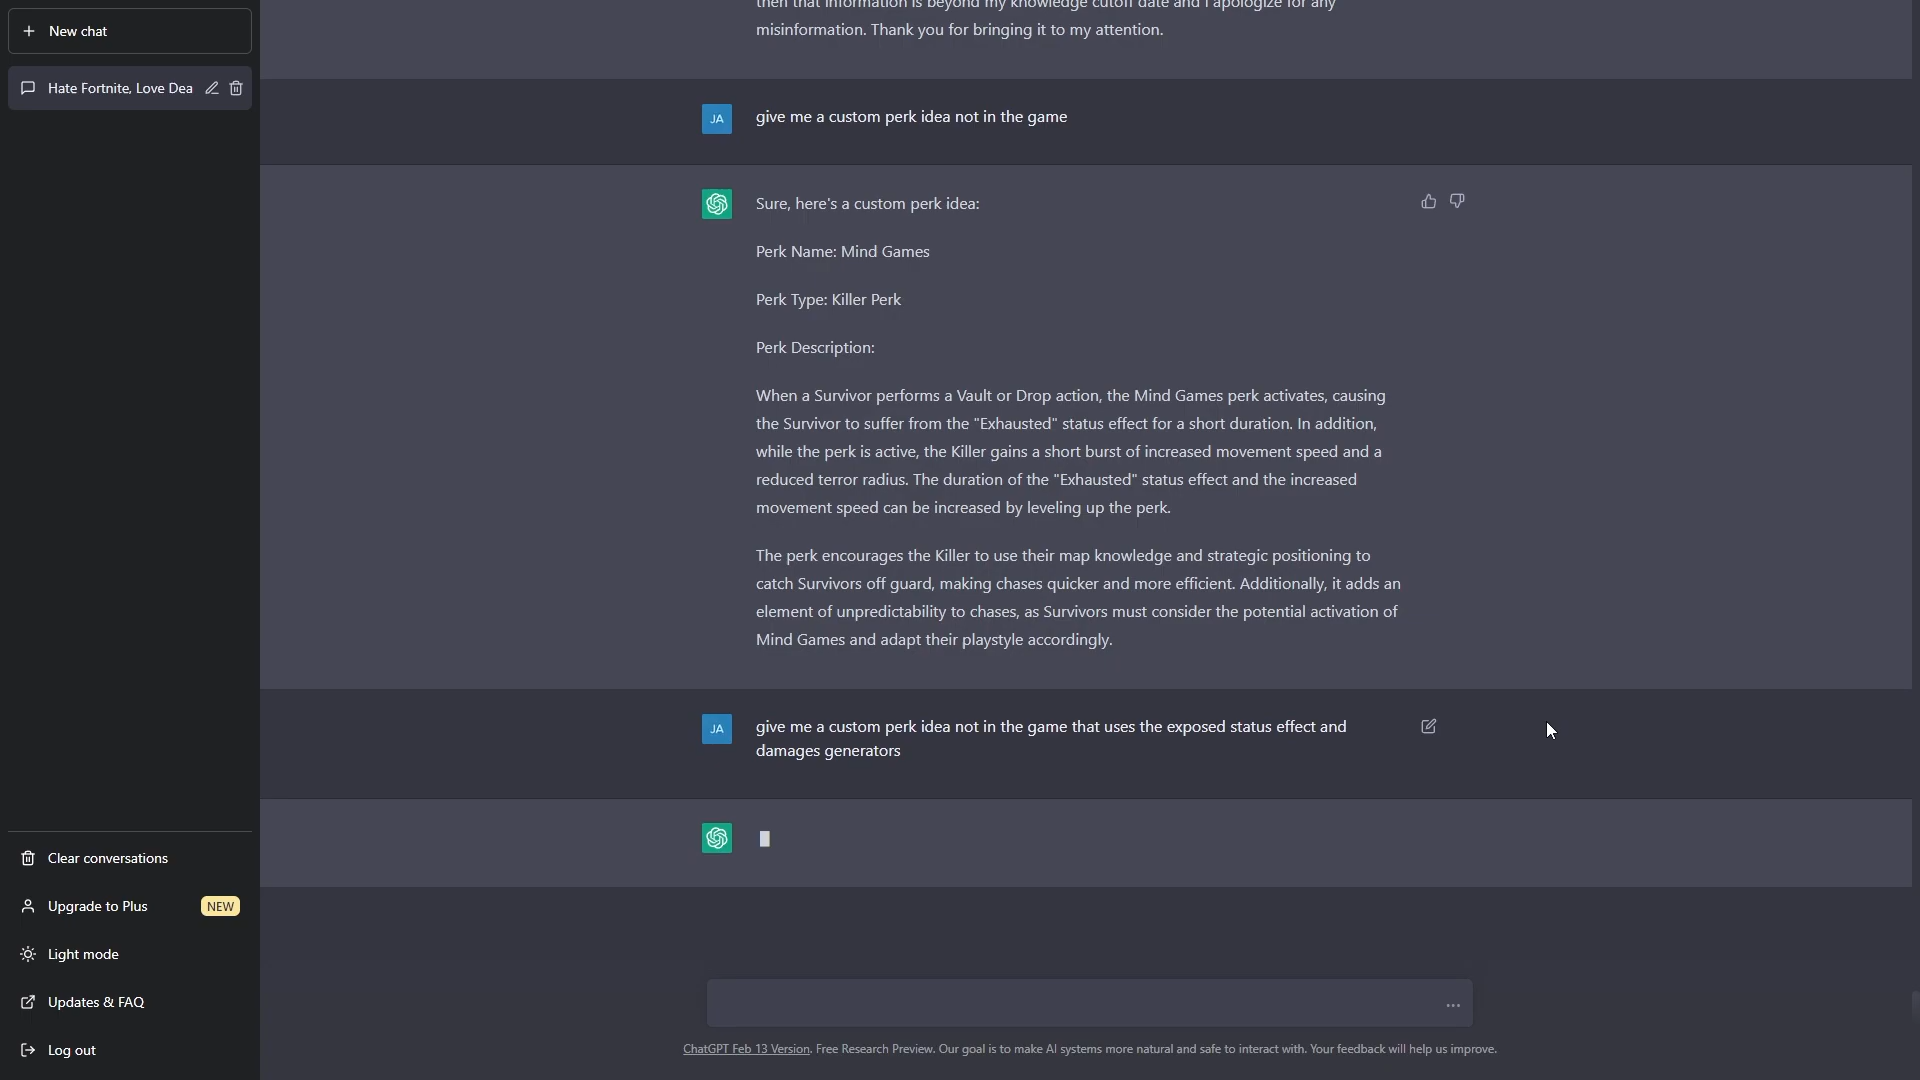 New chat
Hate Fortnite, Love Dea
then that information is beyond my knowledge cutoff date and I apologize for any
misinformation. Thank you for bringing it to my attention.
JA
give me a custom perk idea not in the game
Sure, here's a custom perk idea:
Perk Name: Mind Games
Perk Type: Killer Perk
Perk Description:
When a Survivor performs a Vault or Drop action, the Mind Games perk activates, causing
the Survivor to suffer from the "Exhausted" status effect for a short duration. In addition,
while the perk is active, the Killer gains a short burst of increased movement speed and a
reduced terror radius. The duration of the "Exhausted" status effect and the increased
movement speed can be increased by leveling up the perk.
The perk encourages the Killer to use their map knowledge and strategic positioning to
catch Survivors off guard, making chases quicker and more efficient. Additionally, it adds an
element of unpredictability to chases, as Survivors must consider the potential activation of
Mind Games and adapt their playstyle accordingly.
JA
give me a custom perk idea not in the game that uses the exposed status effect and
damages generators
Clear conversations
Upgrade to Plus
NEW
Light mode
Updates & FAQ
Log out
ChatGPT Feb 13 Version. Free Research Preview. Our goal is to make AI systems more natural and safe to interact with. Your feedback will help us improve.